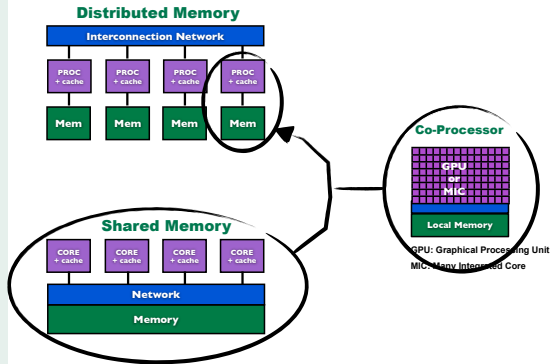 Distributed Memory
Interconnection Network
PROC PROC PROC PROC
+ cache + cache + cache + cache
Mem Mem Mem Mem
Co-Processor
GPU
or
MIC
Local Memory
GPU: Graphical Processing Unit
MIC: Many Integrated Core
Shared Memory
CORE CORE CORE CORE
+ cache + cache + cache + cache
Network
Memory